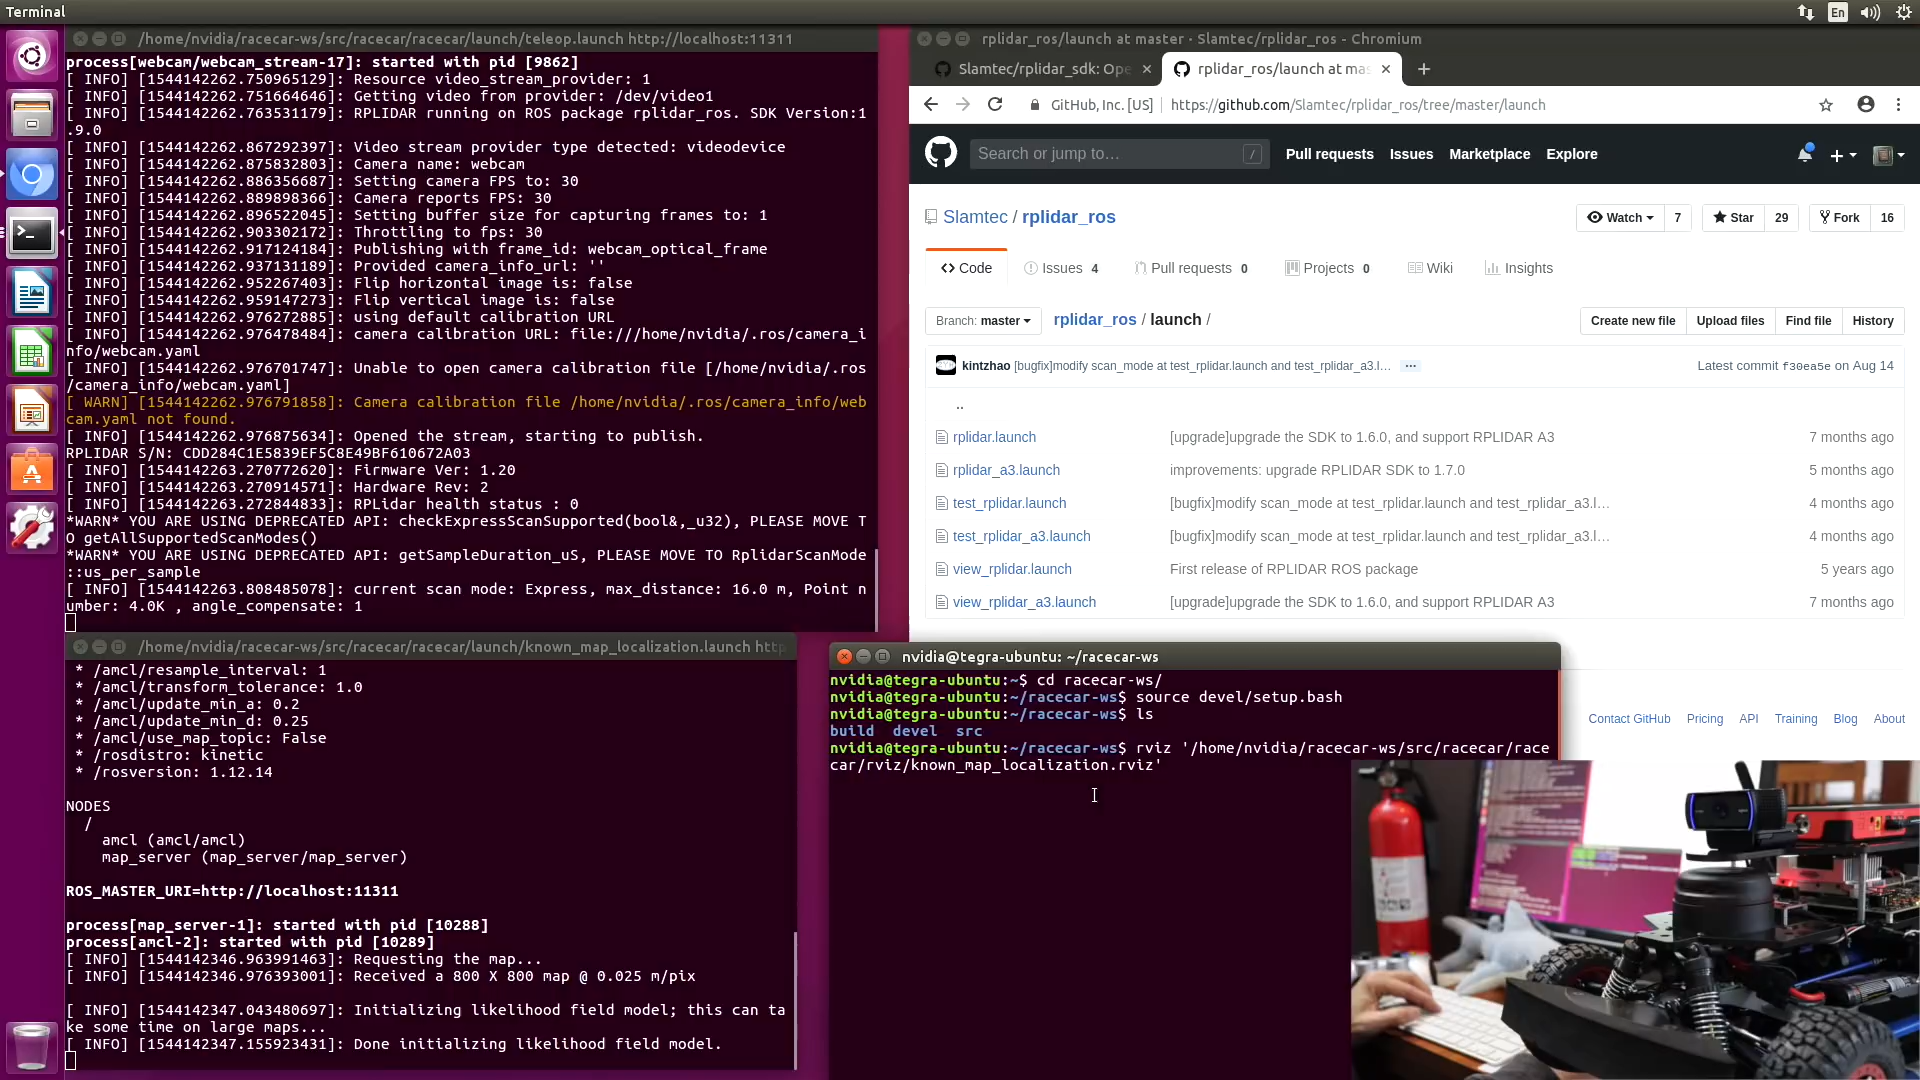 Terminal
En
/home/nvidia/racecar-ws/src/racecar/racecar/launch/teleop.launch http://localhost:11311
process[webcam/webcam_stream-17]: started with pid [9862]
[ INFO] [1544142262.750965129]: Resource video_stream_provider: 1
[ INFO] [1544142262.751664646]: Getting video from provider: /dev/video1
[ INFO] [1544142262.763531179]: RPLIDAR running on ROS package rplidar_ros. SDK Version:1
.9.0
[ INFO] [1544142262.867292397]: Video stream provider type detected: videodevice
[ INFO] [1544142262.875832803]: Camera name: webcam
[ INFO] [1544142262.886356687]: Setting camera FPS to: 30
[ INFO] [1544142262.889898366]: Camera reports FPS: 30
[ INFO] [1544142262.896522045]: Setting buffer size for capturing frames to: 1
[ INFO] [1544142262.903302172]: Throttling to fps: 30
[ INFO] [1544142262.917124184]: Publishing with frame_id: webcam_optical_frame
[ INFO] [1544142262.937131189]: Provided camera_info_url: ''
[ INFO] [1544142262.952267403]: Flip horizontal image is: false
[ INFO] [1544142262.959147273]: Flip vertical image is: false
[ INFO] [1544142262.976272885]: using default calibration URL
[ INFO] [1544142262.976478484]: camera calibration URL: file:///home/nvidia/.ros/camera_i
nfo/webcam.yaml
[ INFO] [1544142262.976701747]: Unable to open camera calibration file [/home/nvidia/.ros
/camera_info/webcam.yaml]
[ WARN] [1544142262.976791858]: Camera calibration file /home/nvidia/.ros/camera_info/web
cam.yaml not found.
[ INFO] [1544142262.976875634]: Opened the stream, starting to publish.
RPLIDAR S/N: CDD284C1E5839EF5C8E49BF610672A03
[ INFO] [1544142263.270772620]: Firmware Ver: 1.20
[ INFO] [1544142263.270914571]: Hardware Rev: 2
[ INFO] [1544142263.272844833]: RPLidar health status : 0
*WARN* YOU ARE USING DEPRECATED API: checkExpressScanSupported(bool&,_u32), PLEASE MOVE T
O getAllSupportedScanModes()
*WARN* YOU ARE USING DEPRECATED API: getSampleDuration_uS, PLEASE MOVE TO RplidarScanMode
::us_per_sample
[ INFO] [1544142263.808485078]: current scan mode: Express, max_distance: 16.0 m, Point n
umber: 4.0K , angle_compensate: 1
/home/nvidia/racecar-ws/src/racecar/racecar/launch/known_map_localization.launch http
* /amcl/resample_interval: 1
* /amcl/transform_tolerance: 1.0
* /amcl/update_min_a: 0.2
* /amcl/update_min_d: 0.25
* /amcl/use_map_topic: False
* /rosdistro: kinetic
* /rosversion: 1.12.14
NODES
/
amcl (amcl/amcl)
map_server (map_server/map_server)
ROS_MASTER_URI=http://localhost:11311
process[map_server-1]: started with pid [10288]
process[amcl-2]: started with pid [10289]
[ INFO] [1544142346.963991463]: Requesting the map...
[ INFO] [1544142346.976393001]: Received a 800 X 800 map @ 0.025 m/pix
[ INFO] [1544142347.043480697]: Initializing likelihood field model; this can ta
ke some time on large maps...
[ INFO] [1544142347.155923431]: Done initializing likelihood field model.
rplidar_ros/launch at master · Slamtec/rplidar_ros - Chromium
Slamtec/rplidar_sdk: Ope
rplidar_ros/launch at mas
GitHub, Inc. [US] https://github.com/Slamtec/rplidar_ros/tree/master/launch
Search or jump to… / Pull requests Issues Marketplace Explore
Slamtec / rplidar_ros
Watch 7 Star 29 Fork 16
Code Issues 4 Pull requests 0 Projects 0 Wiki Insights
Branch: master rplidar_ros / launch / Create new file Upload files Find file History
kintzhao [bugfix]modify scan_mode at test_rplidar.launch and test_rplidar_a3.l… … Latest commit f30ea5e on Aug 14
..
rplidar.launch [upgrade]upgrade the SDK to 1.6.0, and support RPLIDAR A3 7 months ago
rplidar_a3.launch improvements: upgrade RPLIDAR SDK to 1.7.0 5 months ago
test_rplidar.launch [bugfix]modify scan_mode at test_rplidar.launch and test_rplidar_a3.l… 4 months ago
test_rplidar_a3.launch [bugfix]modify scan_mode at test_rplidar.launch and test_rplidar_a3.l… 4 months ago
view_rplidar.launch First release of RPLIDAR ROS package 5 years ago
view_rplidar_a3.launch [upgrade]upgrade the SDK to 1.6.0, and support RPLIDAR A3 7 months ago
Contact GitHub Pricing API Training Blog About
nvidia@tegra-ubuntu: ~/racecar-ws
nvidia@tegra-ubuntu:~$ cd racecar-ws/
nvidia@tegra-ubuntu:~/racecar-ws$ source devel/setup.bash
nvidia@tegra-ubuntu:~/racecar-ws$ ls
build devel src
nvidia@tegra-ubuntu:~/racecar-ws$ rviz '/home/nvidia/racecar-ws/src/racecar/race
car/rviz/known_map_localization.rviz'